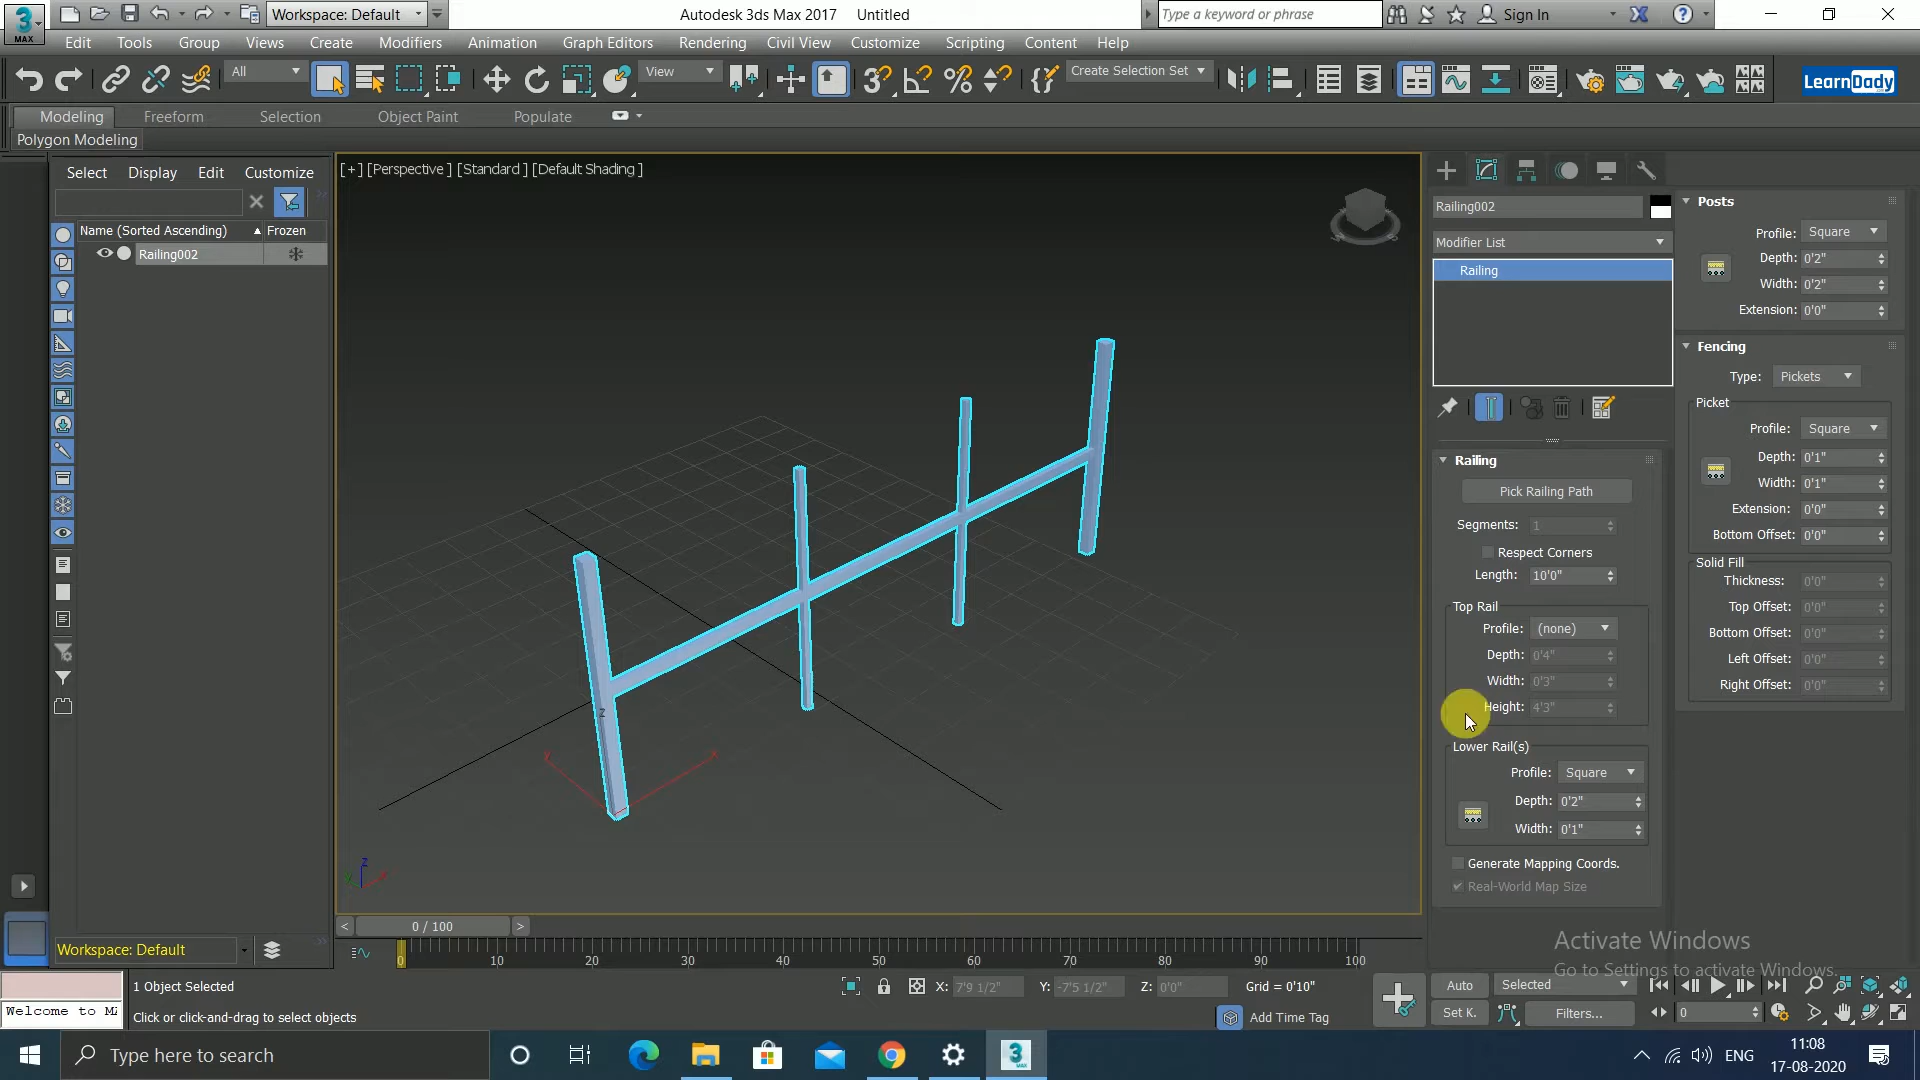 Workspace: Default
Autodesk 3ds Max 2017 Untitled
Type a keyword or phrase
Sign In
MAX
Edit Tools Group Views Create Modifiers Animation Graph Editors Rendering Civil View Customize Scripting Content Help
All
View
Create Selection Set
LearnDady
Modeling Freeform Selection Object Paint Populate
Polygon Modeling
Select Display Edit Customize
Name (Sorted Ascending) Frozen
Railing002
[+] [Perspective ] [Standard ] [Default Shading ]
Railing002
Modifier List
Railing
Railing
Pick Railing Path
Segments: 1
Respect Corners
Length: 10'0"
Top Rail
Profile: (none)
Depth: 0'4"
Width: 0'3"
Height: 4'3"
Lower Rail(s)
Profile: Square
Depth: 0'2"
Width: 0'1"
Generate Mapping Coords.
Real-World Map Size
Posts
Profile: Square
Depth: 0'2"
Width: 0'2"
Extension: 0'0"
Fencing
Type: Pickets
Picket
Profile: Square
Depth: 0'1"
Width: 0'1"
Extension: 0'0"
Bottom Offset: 0'0"
Solid Fill
Thickness: 0'0"
Top Offset: 0'0"
Bottom Offset: 0'0"
Left Offset: 0'0"
Right Offset: 0'0"
Activate Windows
Go to Settings to activate Windows.
0 / 100
Workspace: Default
0 10 20 30 40 50 60 70 80 90 100
1 Object Selected
X: 7'9 1/2" Y: -7'5 1/2" Z: 0'0" Grid = 0'10"
Auto Selected
Welcome to
Click or click-and-drag to select objects
Add Time Tag
Set K. Filters... 0
Type here to search
ENG
11:08
17-08-2020